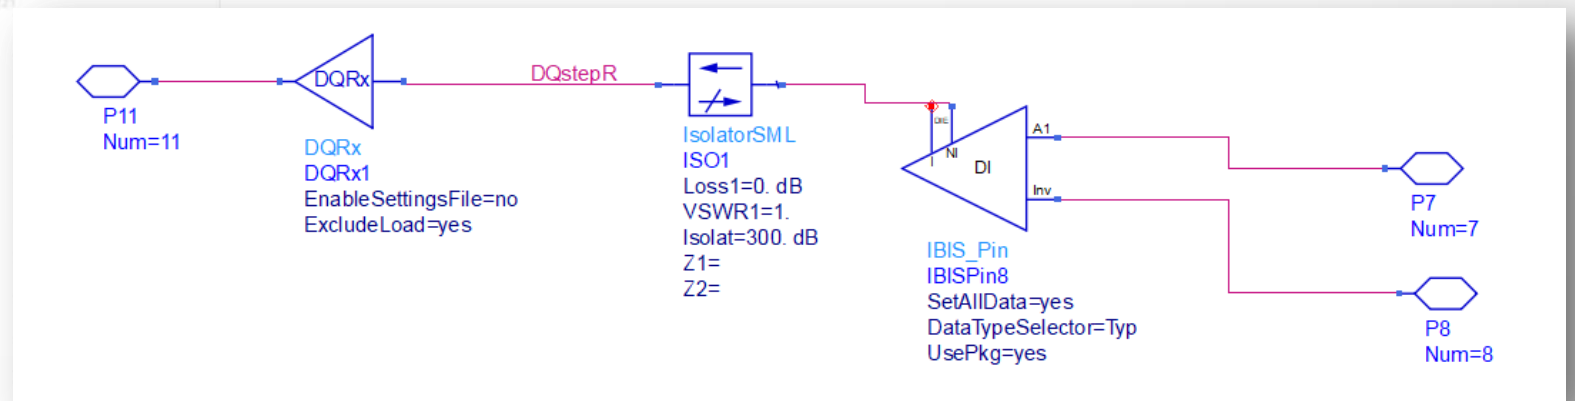 DQRx
P11
Num=11
DQRx
DQRx1
EnableSettingsFile=no
ExcludeLoad=yes
DQstepR
IsolatorSML
ISO1
Loss1=0. dB
VSWR1=1.
Isolat=300. dB
Z1=
Z2=
DIE
I
NI
DI
A1
Inv
IBIS_Pin
IBISPin8
SetAllData=yes
DataTypeSelector=Typ
UsePkg=yes
P7
Num=7
P8
Num=8